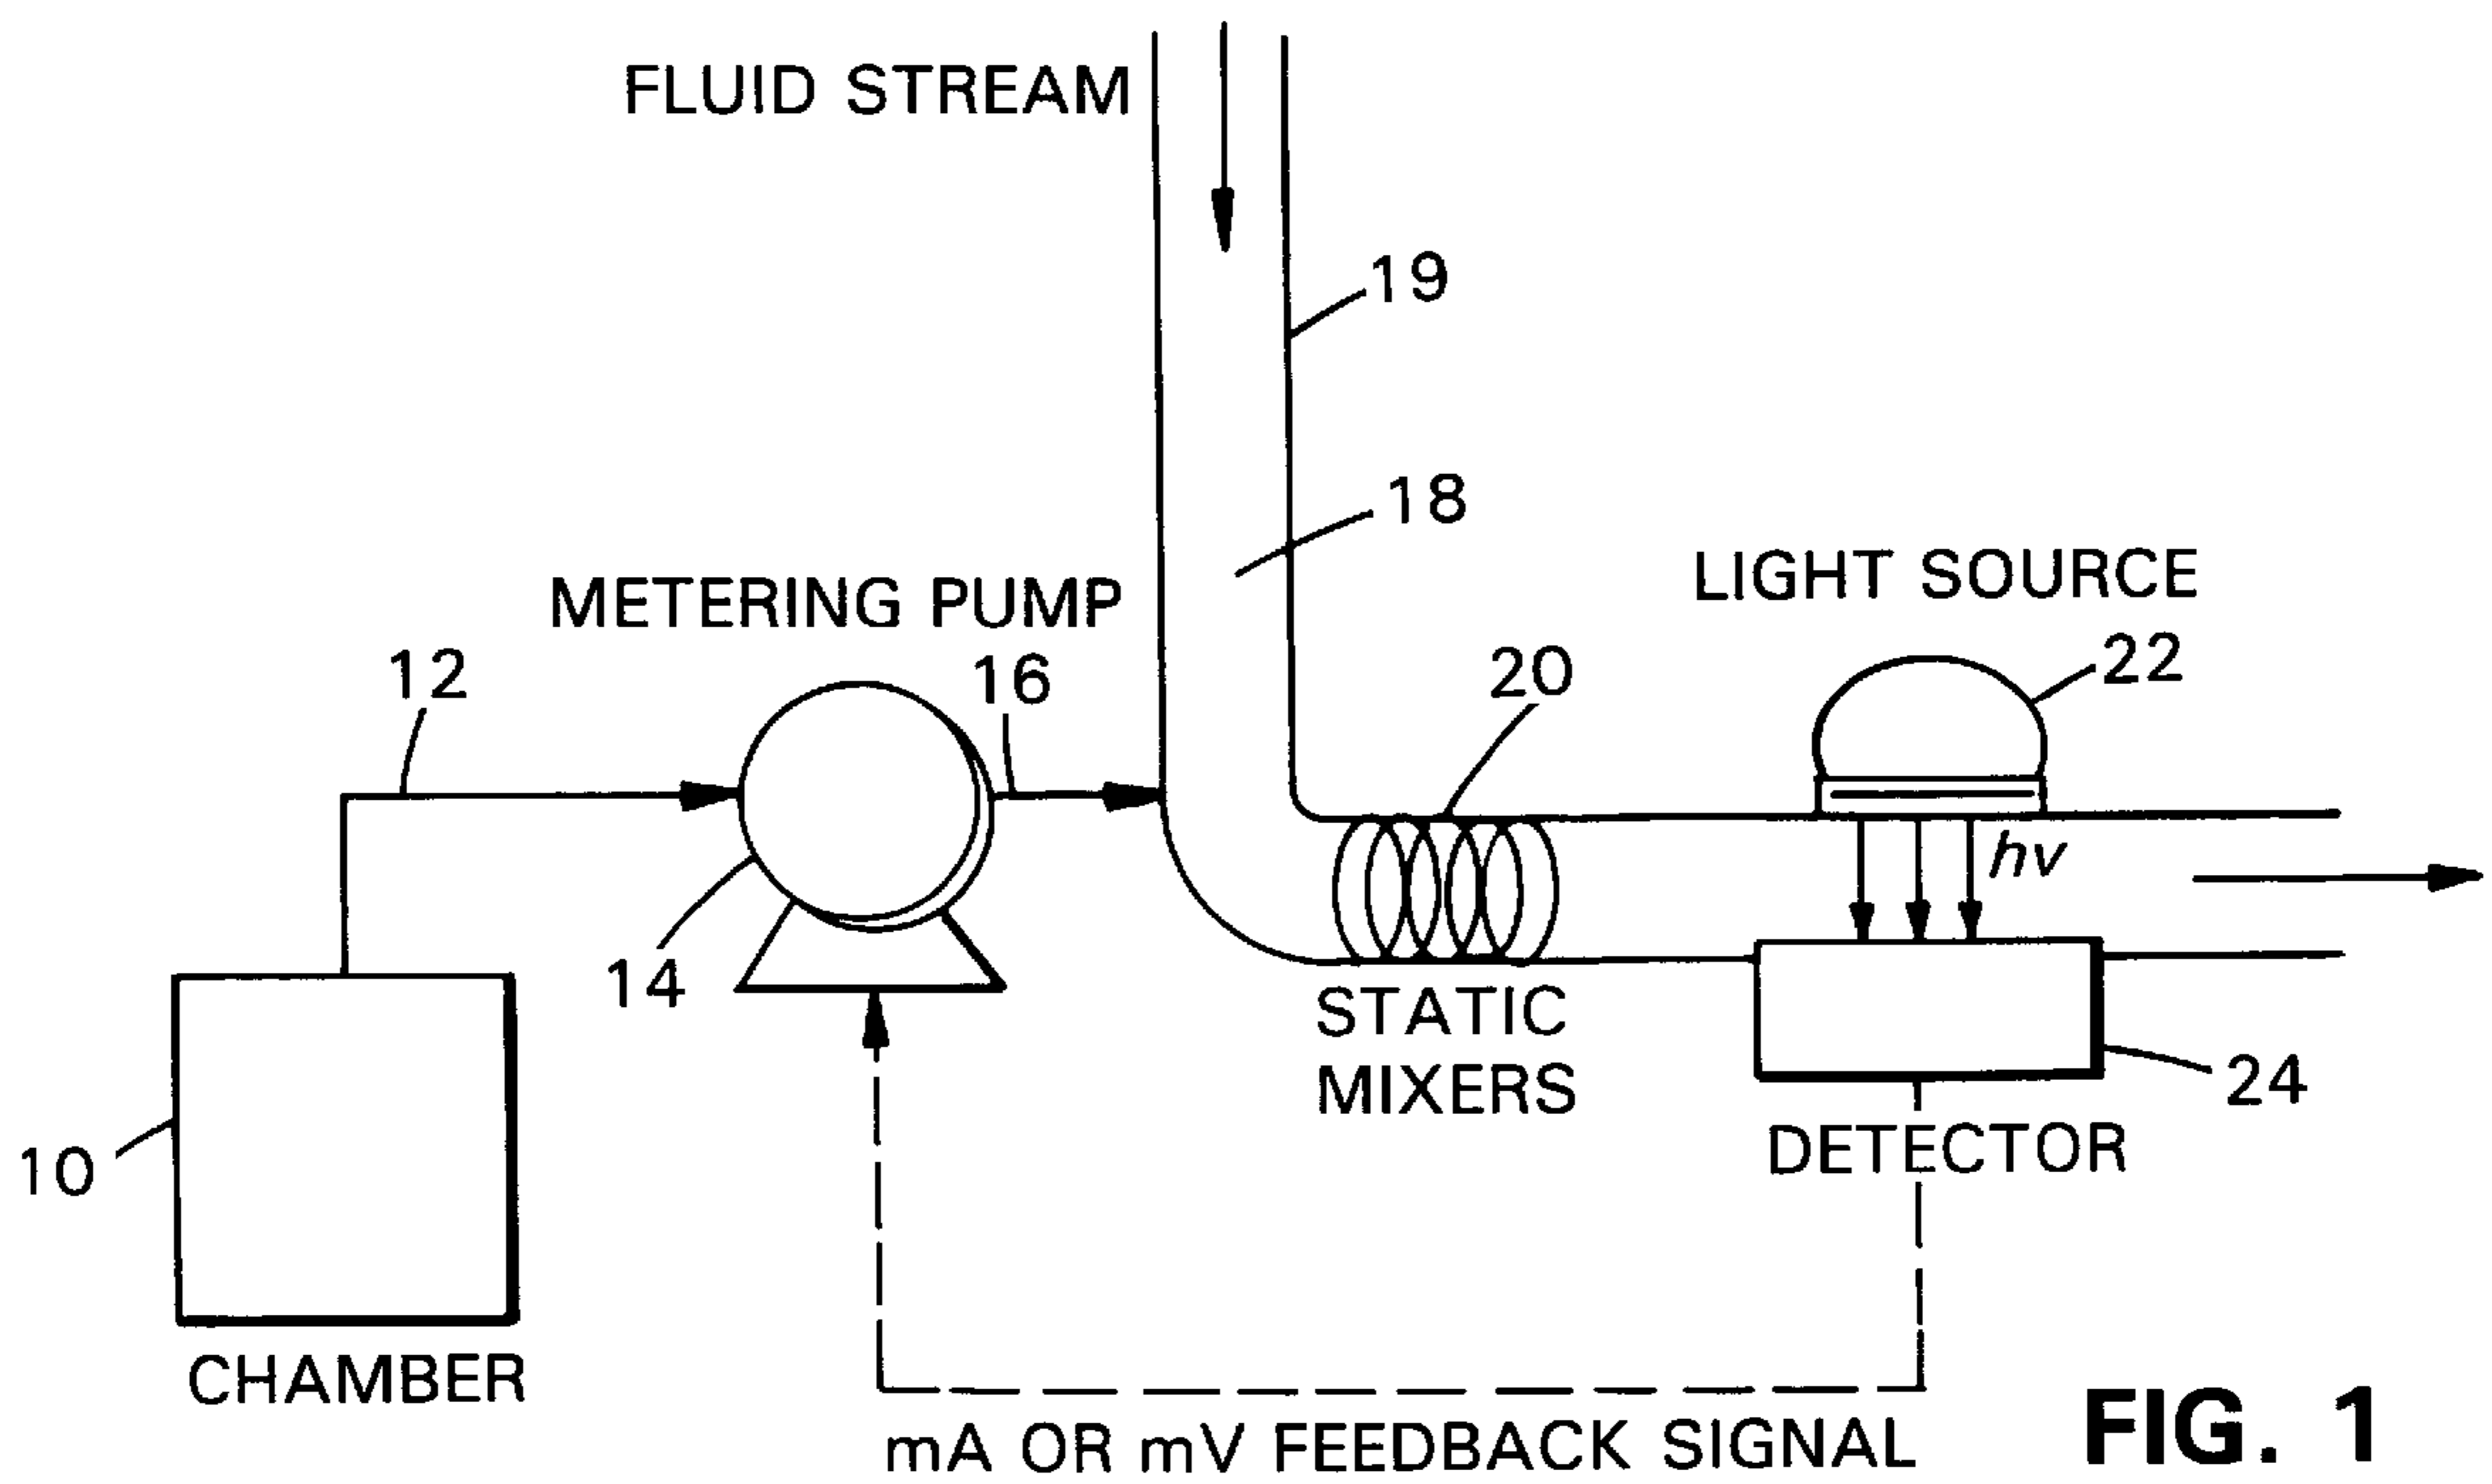 FLUID STREAM
19
18
METERING PUMP
LIGHT SOURCE
12
16
20
22
hν
14
STATIC
MIXERS
24
10
DETECTOR
CHAMBER
mA OR mV FEEDBACK SIGNAL
FIG. 1